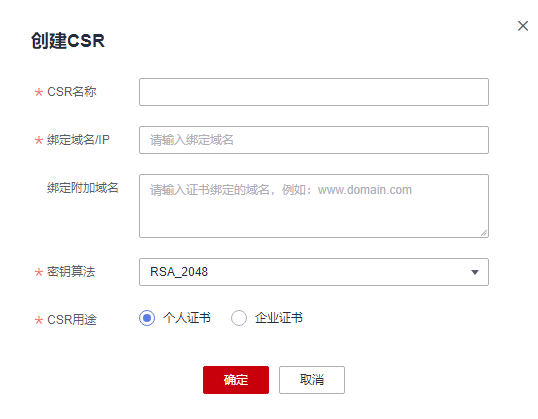 创建CSR
* CSR名称
* 绑定域名/IP
请输入绑定域名
绑定附加域名
请输入证书绑定的域名，例如：www.domain.com
* 密钥算法
RSA_2048
* CSR用途
个人证书 企业证书
确定 取消